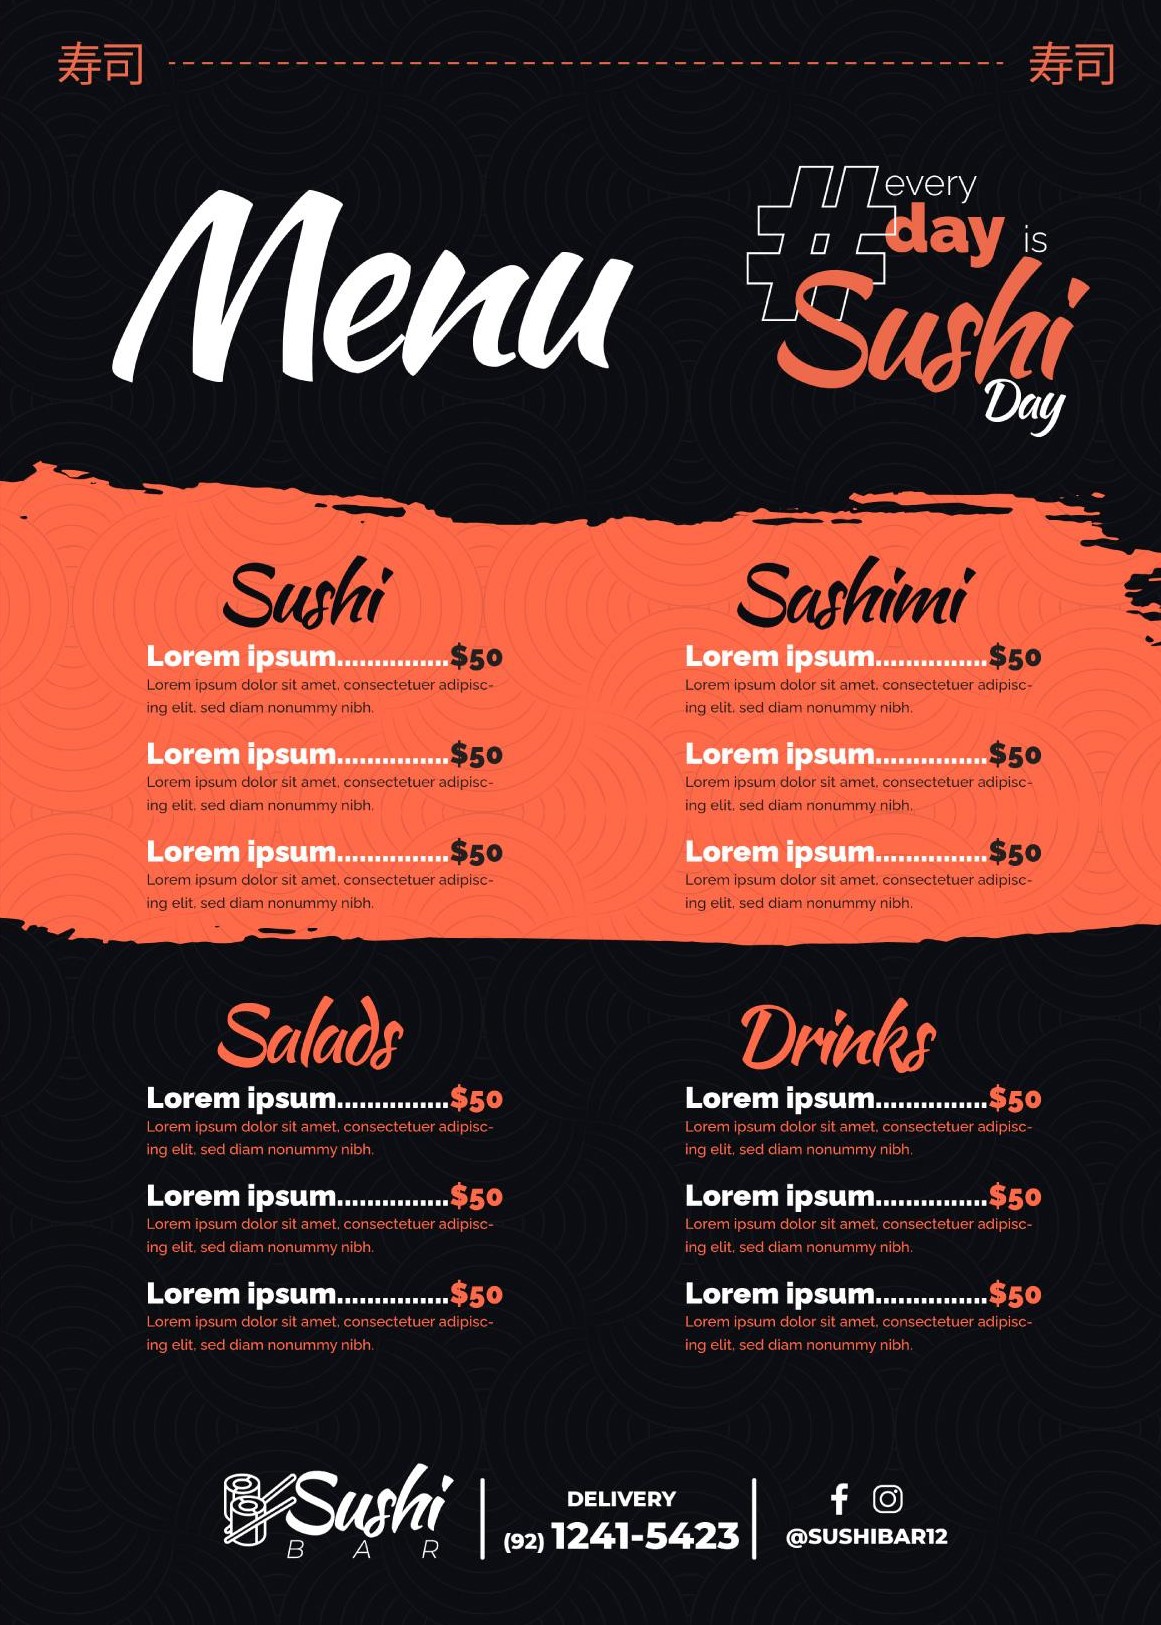 寿司 寿司
Menu
#every
day is
Sushi
Day
Sushi
Lorem ipsum...............$50
Lorem ipsum dolor sit amet, consectetuer adipisc-
ing elit, sed diam nonummy nibh.
Lorem ipsum...............$50
Lorem ipsum dolor sit amet, consectetuer adipisc-
ing elit, sed diam nonummy nibh.
Lorem ipsum...............$50
Lorem ipsum dolor sit amet, consectetuer adipisc-
ing elit, sed diam nonummy nibh.
Sashimi
Lorem ipsum...............$50
Lorem ipsum dolor sit amet, consectetuer adipisc-
ing elit, sed diam nonummy nibh.
Lorem ipsum...............$50
Lorem ipsum dolor sit amet, consectetuer adipisc-
ing elit, sed diam nonummy nibh.
Lorem ipsum...............$50
Lorem ipsum dolor sit amet, consectetuer adipisc-
ing elit, sed diam nonummy nibh.
Salads
Lorem ipsum...............$50
Lorem ipsum dolor sit amet, consectetuer adipisc-
ing elit, sed diam nonummy nibh.
Lorem ipsum...............$50
Lorem ipsum dolor sit amet, consectetuer adipisc-
ing elit, sed diam nonummy nibh.
Lorem ipsum...............$50
Lorem ipsum dolor sit amet, consectetuer adipisc-
ing elit, sed diam nonummy nibh.
Drinks
Lorem ipsum...............$50
Lorem ipsum dolor sit amet, consectetuer adipisc-
ing elit, sed diam nonummy nibh.
Lorem ipsum...............$50
Lorem ipsum dolor sit amet, consectetuer adipisc-
ing elit, sed diam nonummy nibh.
Lorem ipsum...............$50
Lorem ipsum dolor sit amet, consectetuer adipisc-
ing elit, sed diam nonummy nibh.
Sushi
BAR
DELIVERY
(92) 1241-5423
@SUSHIBAR12